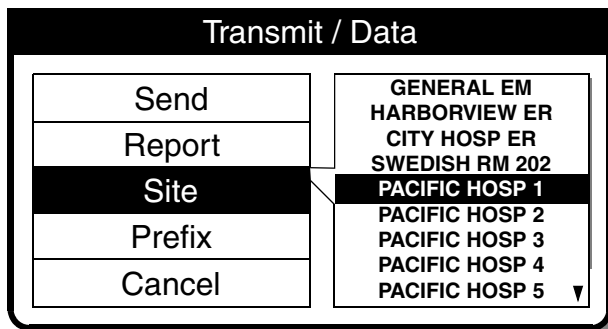 Transmit / Data
Send
Report
Site
Prefix
Cancel
GENERAL EM
HARBORVIEW ER
CITY HOSP ER
SWEDISH RM 202
PACIFIC HOSP 1
PACIFIC HOSP 2
PACIFIC HOSP 3
PACIFIC HOSP 4
PACIFIC HOSP 5